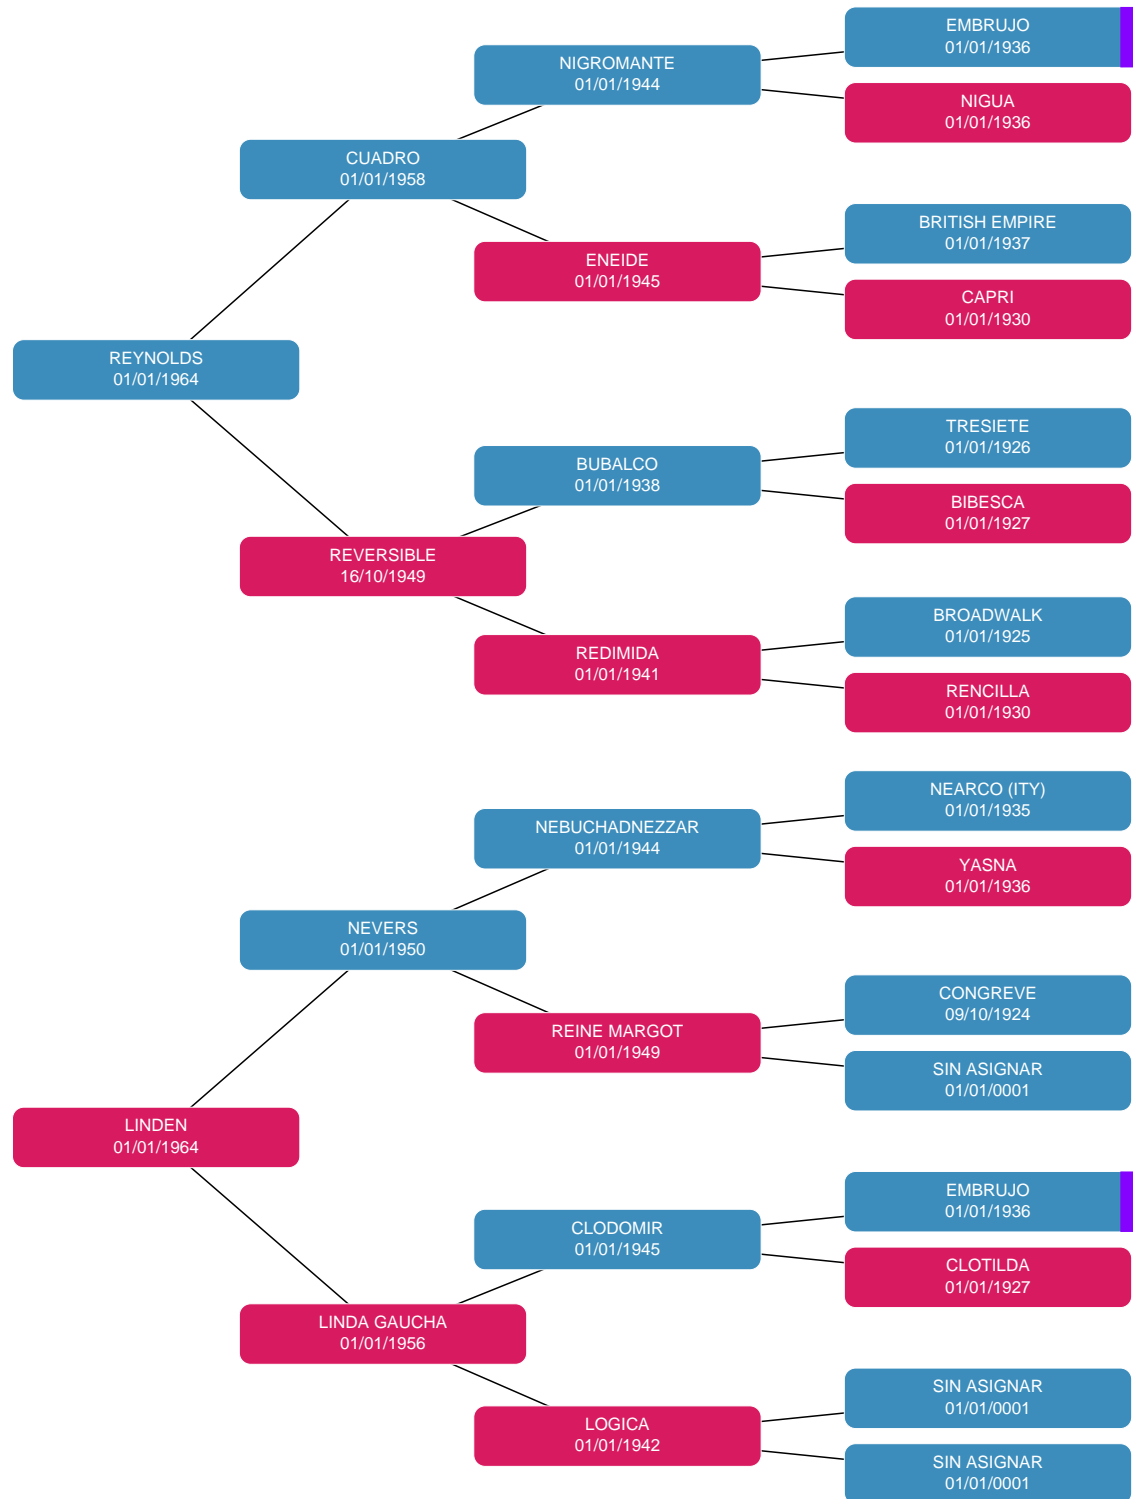 EMBRUJO
01/01/1936
NIGROMANTE
01/01/1944
NIGUA
01/01/1936
CUADRO
01/01/1958
BRITISH EMPIRE
01/01/1937
ENEIDE
01/01/1945
CAPRI
01/01/1930
REYNOLDS
01/01/1964
TRESIETE
01/01/1926
BUBALCO
01/01/1938
BIBESCA
01/01/1927
REVERSIBLE
16/10/1949
BROADWALK
01/01/1925
REDIMIDA
01/01/1941
RENCILLA
01/01/1930
NEARCO (ITY)
01/01/1935
NEBUCHADNEZZAR
01/01/1944
YASNA
01/01/1936
NEVERS
01/01/1950
CONGREVE
09/10/1924
REINE MARGOT
01/01/1949
SIN ASIGNAR
01/01/0001
LINDEN
01/01/1964
EMBRUJO
01/01/1936
CLODOMIR
01/01/1945
CLOTILDA
01/01/1927
LINDA GAUCHA
01/01/1956
SIN ASIGNAR
01/01/0001
LOGICA
01/01/1942
SIN ASIGNAR
01/01/0001